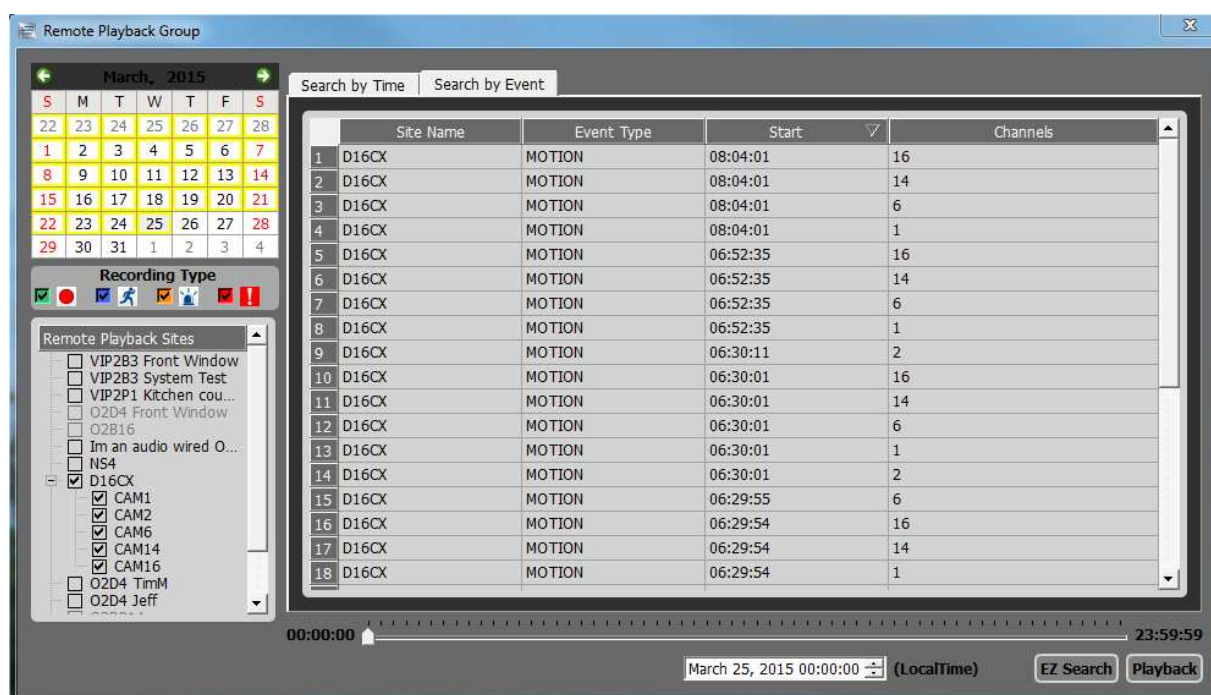 Remote Playback Group
March, 2015
S M T W T F S
22 23 24 25 26 27 28
1 2 3 4 5 6 7
8 9 10 11 12 13 14
15 16 17 18 19 20 21
22 23 24 25 26 27 28
29 30 31 1 2 3 4
Recording Type
Remote Playback Sites
VIP2B3 Front Window
VIP2B3 System Test
VIP2P1 Kitchen cou...
O2D4 Front Window
O2B16
Im an audio wired O...
NS4
D16CX
CAM1
CAM2
CAM6
CAM14
CAM16
O2D4 TimM
O2D4 Jeff
Search by Time Search by Event
Site Name Event Type Start Channels
1 D16CX MOTION 08:04:01 16
2 D16CX MOTION 08:04:01 14
3 D16CX MOTION 08:04:01 6
4 D16CX MOTION 08:04:01 1
5 D16CX MOTION 06:52:35 16
6 D16CX MOTION 06:52:35 14
7 D16CX MOTION 06:52:35 6
8 D16CX MOTION 06:52:35 1
9 D16CX MOTION 06:30:11 2
10 D16CX MOTION 06:30:01 16
11 D16CX MOTION 06:30:01 14
12 D16CX MOTION 06:30:01 6
13 D16CX MOTION 06:30:01 1
14 D16CX MOTION 06:30:01 2
15 D16CX MOTION 06:29:55 6
16 D16CX MOTION 06:29:54 16
17 D16CX MOTION 06:29:54 14
18 D16CX MOTION 06:29:54 1
00:00:00 23:59:59
March 25, 2015 00:00:00 (LocalTime) EZ Search Playback